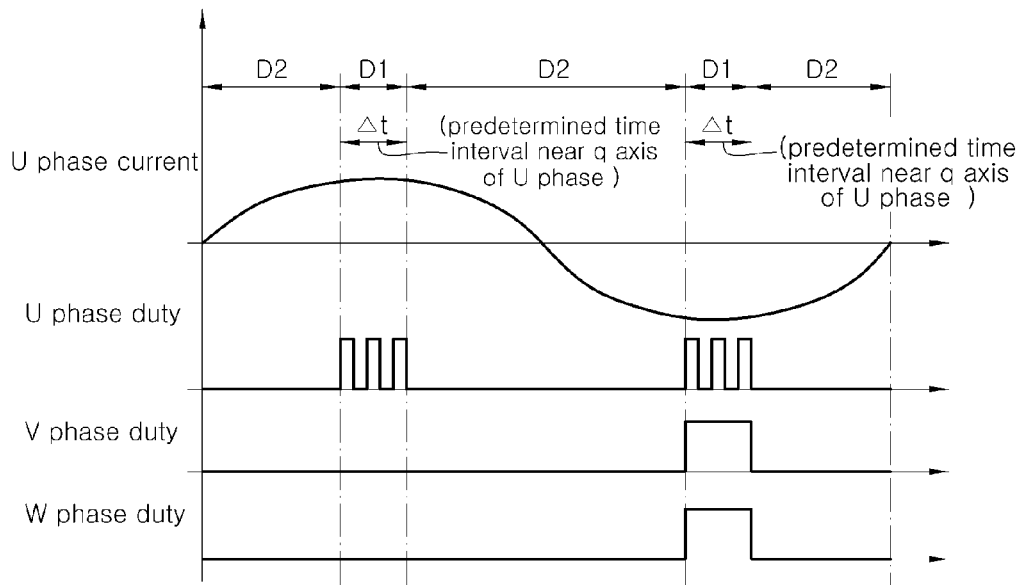 D2 D1 D2 D1 D2
△t △t
(predetermined time
interval near q axis
of U phase )
(predetermined time
interval near q axis
of U phase )
U phase current
U phase duty
V phase duty
W phase duty